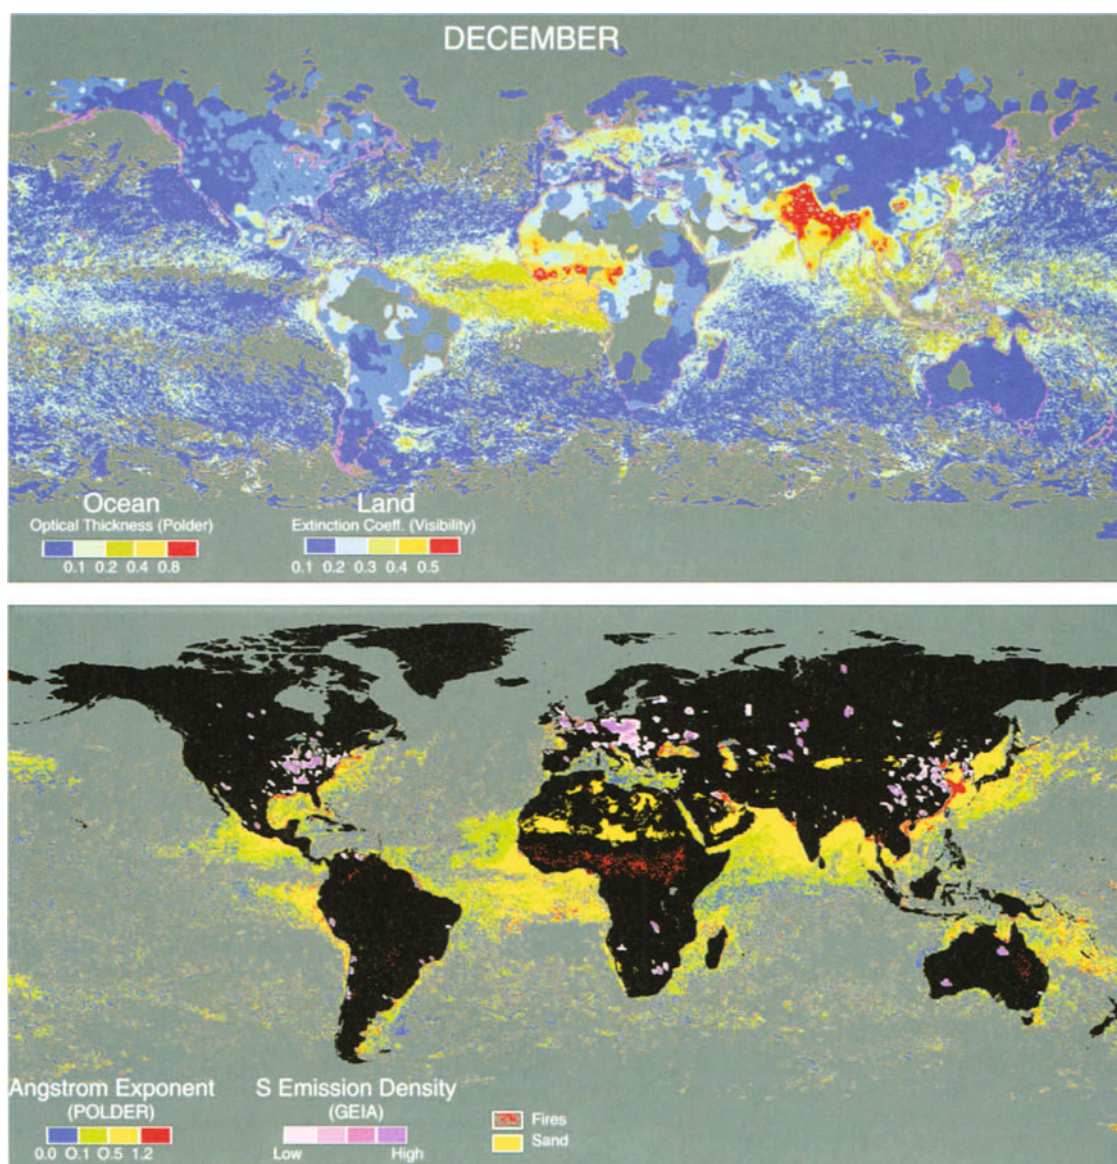 DECEMBER
Ocean
Optical Thickness (Polder)
0.1 0.2 0.4 0.8
Land
Extinction Coeff. (Visibility)
0.1 0.2 0.3 0.4 0.5
Angstrom Exponent
(POLDER)
0.0 0.1 0.5 1.2
S Emission Density
(GEIA)
Low High
Fires
Sand